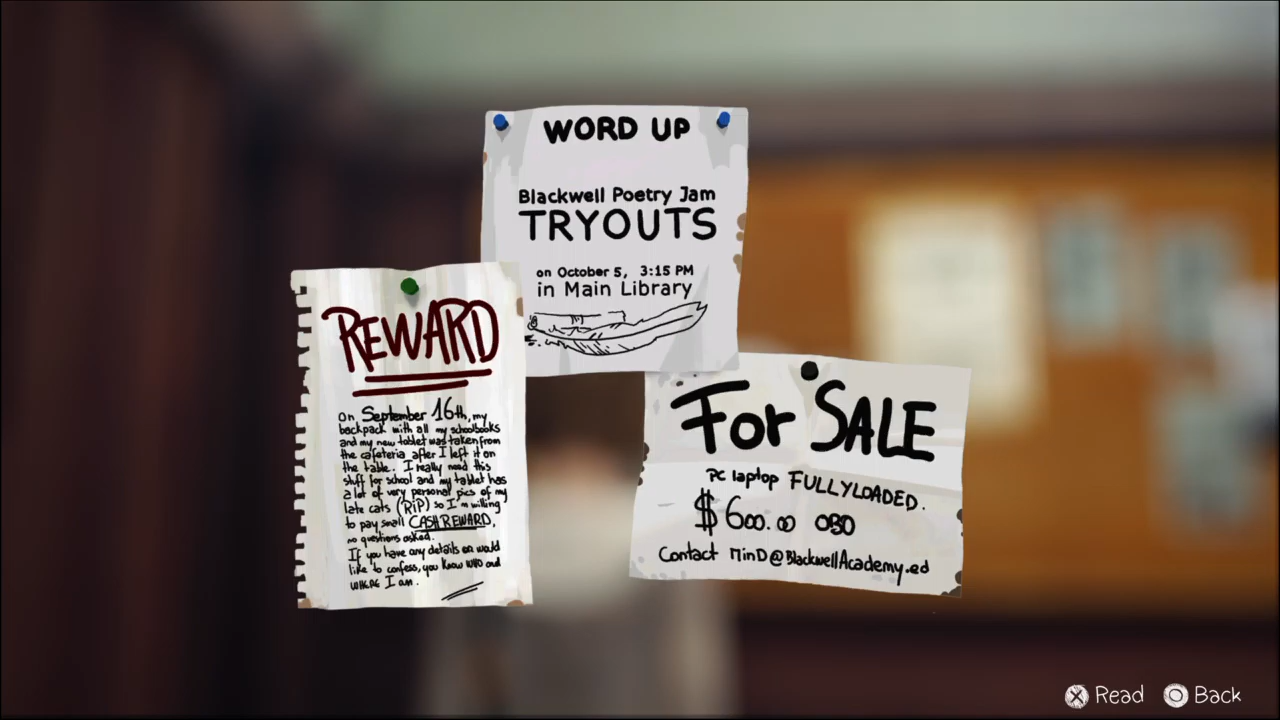 WORD UP
Blackwell Poetry Jam
TRYOUTS
on October 5, 3:15 PM
in Main Library
REWARD
On September 16th, my
backpack with all my schoolbooks
and my new tablet was taken from
the cafeteria after I left it on
the table. I really need this
stuff for school and my tablet has
a lot of very personal pics of my
late cats (RiP) so I'm willing
to pay small CASH REWARD,
no questions asked.
If you have any details or would
like to confess, you know WHO and
WHERE I am.
For SALE
PC laptop FULLYLOADED.
$600.00 OBO
Contact MinD@BlackwellAcademy.ed
Read
Back